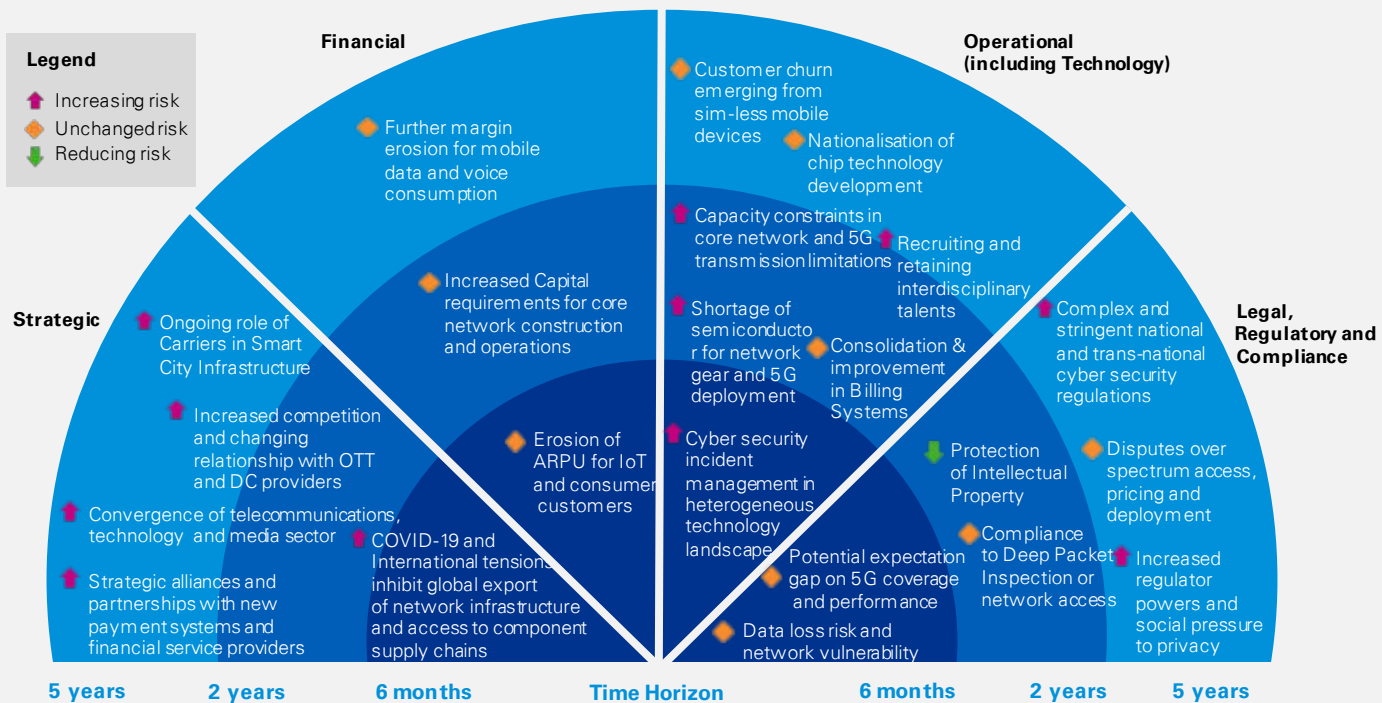 Financial
Operational
(including Technology)
Legend
Increasing risk
Unchanged risk
Reducing risk
Customer churn
emerging from
sim-less mobile
devices
Further margin
erosion for mobile
data and voice
consumption
Nationalisation of
chip technology
development
Capacity constraints in
core network and 5G
transmission limitations
Recruiting and
retaining
interdisciplinary
talents
Increased Capital
requirements for core
network construction
and operations
Strategic
Ongoing role of
Carriers in Smart
City Infrastructure
Shortage of
semiconducto
r for network
gear and 5G
deployment
Consolidation &
improvement
in Billing
Systems
Complex and
stringent national
and trans-national
cyber security
regulations
Legal,
Regulatory and
Compliance
Increased competition
and changing
relationship with OTT
and DC providers
Erosion of
ARPU for IoT
and consumer
customers
Cyber security
incident
management in
heterogeneous
technology
landscape
Protection
of Intellectual
Property
Disputes over
spectrum access,
pricing and
deployment
Convergence of telecommunications,
technology and media sector
COVID-19 and
International tensions
inhibit global export
of network infrastructure
and access to component
supply chains
Compliance
to Deep Packet
Inspection or
network access
Potential expectation
gap on 5G coverage
and performance
Increased
regulator
powers and
social pressure
to privacy
Strategic alliances and
partnerships with new
payment systems and
financial service providers
Data loss risk and
network vulnerability
5 years
2 years
6 months
Time Horizon
6 months
2 years
5 years